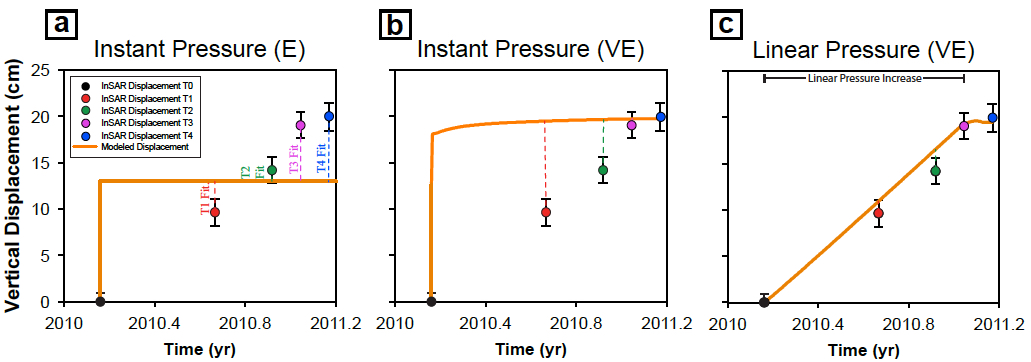 a
Instant Pressure (E)
b
Instant Pressure (VE)
c
Linear Pressure (VE)
Vertical Displacement (cm)
25
20
15
10
5
0
InSAR Displacement T0
InSAR Displacement T1
InSAR Displacement T2
InSAR Displacement T3
InSAR Displacement T4
Modeled Displacement
T1 Fit
T2
Fit
T3 Fit
T4 Fit
Linear Pressure Increase
2010
2010.4
2010.8
2011.2
2010
2010.4
2010.8
2011.2
2010
2010.4
2010.8
2011.2
Time (yr)
Time (yr)
Time (yr)